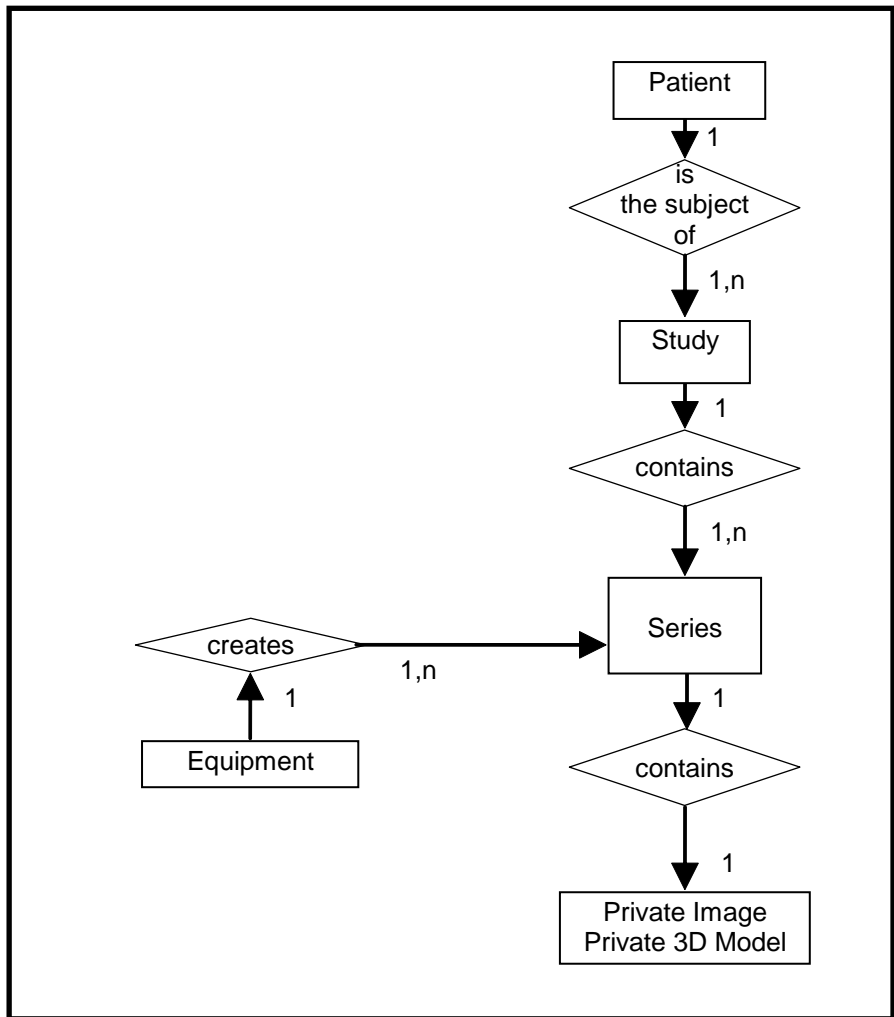 Patient
1
is
the subject
of
1,n
Study
1
contains
1,n
Series
creates
1,n
1
1
Equipment
contains
1
Private Image
Private 3D Model